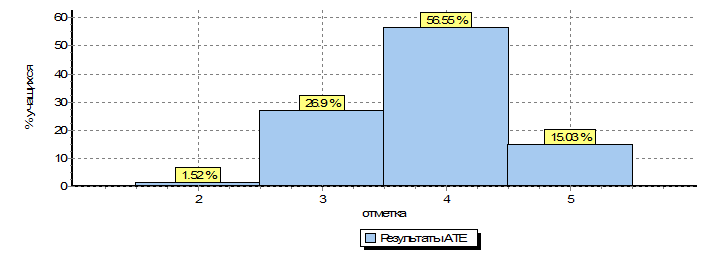 60
50
40
30
20
10
0
% учащихся
1.52 %
26.9 %
56.55 %
15.03 %
2 3 4 5
отметка
Результаты АТЕ